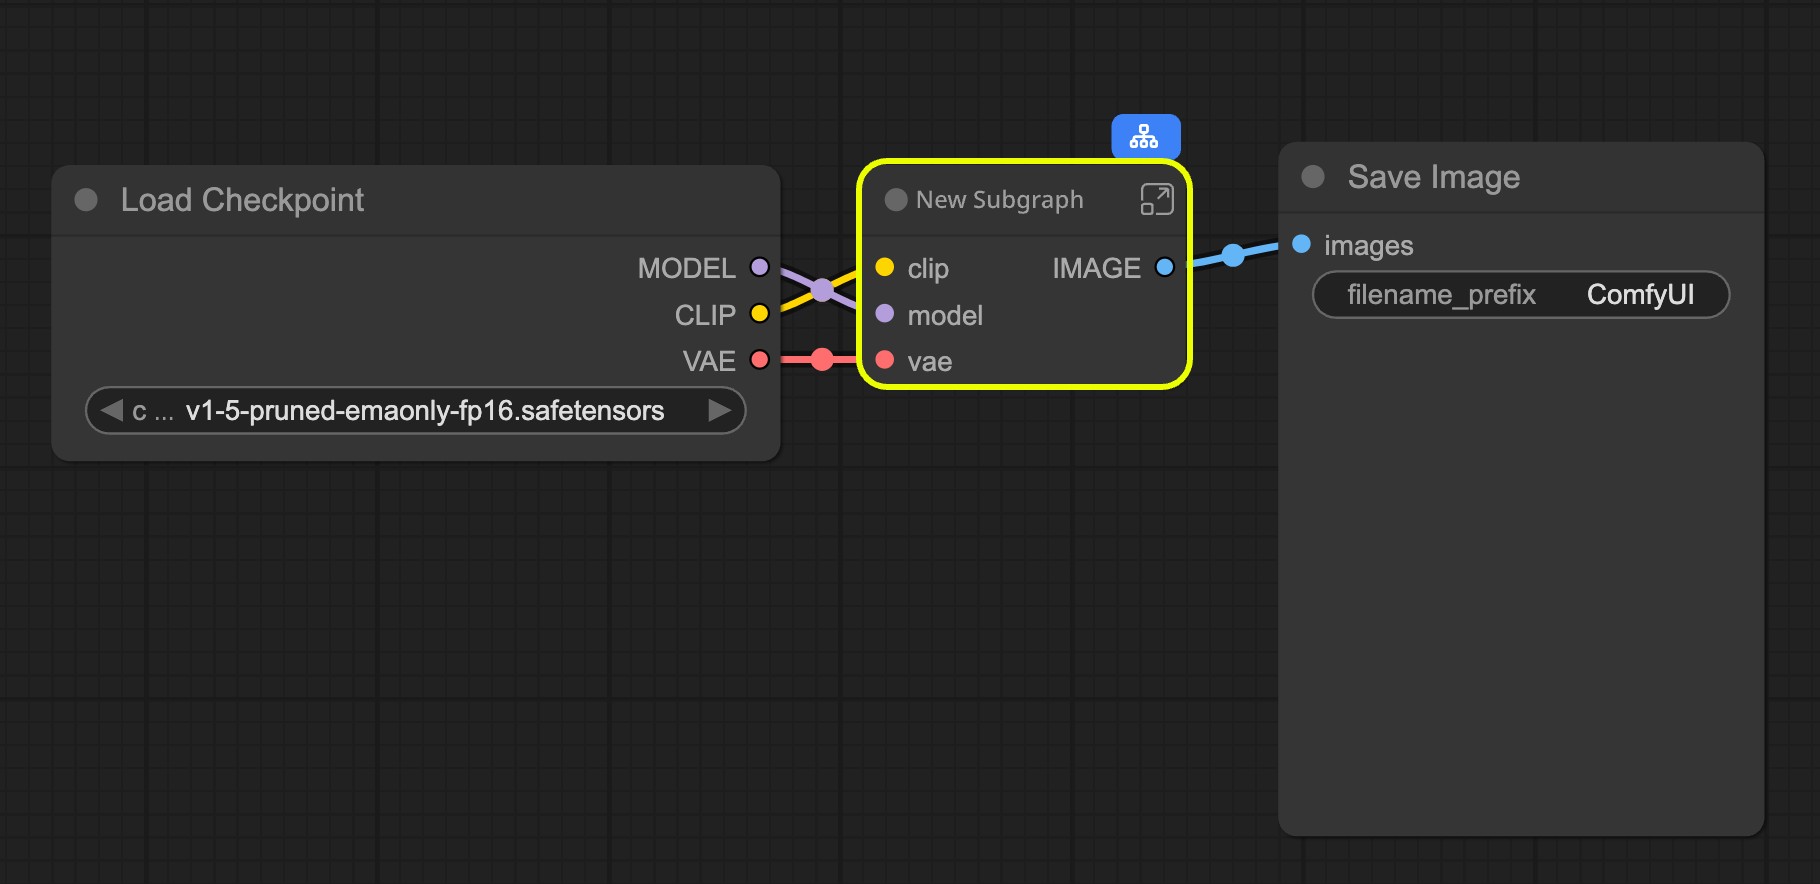 Load Checkpoint
MODEL
CLIP
VAE
c ... v1-5-pruned-emaonly-fp16.safetensors
New Subgraph
clip IMAGE
model
vae
Save Image
images
filename_prefix ComfyUI